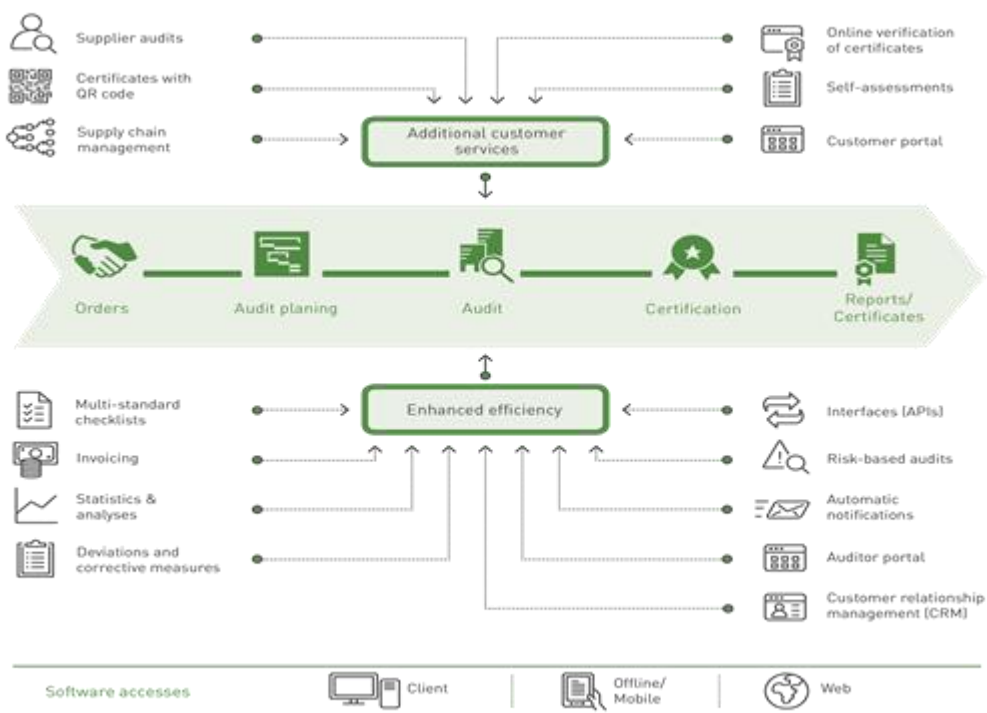 Supplier audits
Certificates with
QR code
Supply chain
management
Online verification
of certificates
Self-assessments
Customer portal
Additional customer
services
Orders
Audit planing
Audit
Certification
Reports/
Certificates
Multi-standard
checklists
Invoicing
Statistics &
analyses
Deviations and
corrective measures
Enhanced efficiency
Interfaces (APIs)
Risk-based audits
Automatic
notifications
Auditor portal
Customer relationship
management (CRM)
Software accesses
Client
Offline/
Mobile
Web